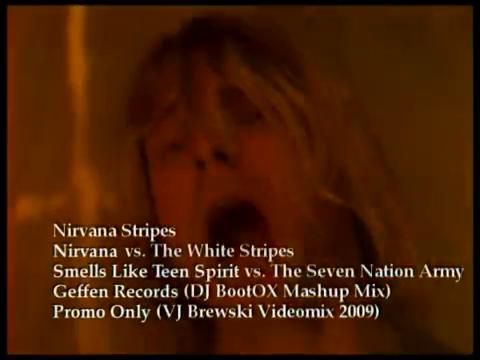 Nirvana Stripes
Nirvana vs. The White Stripes
Smells Like Teen Spirit vs. The Seven Nation Army
Geffen Records (DJ BootOX Mashup Mix)
Promo Only (VJ Brewski Videomix 2009)